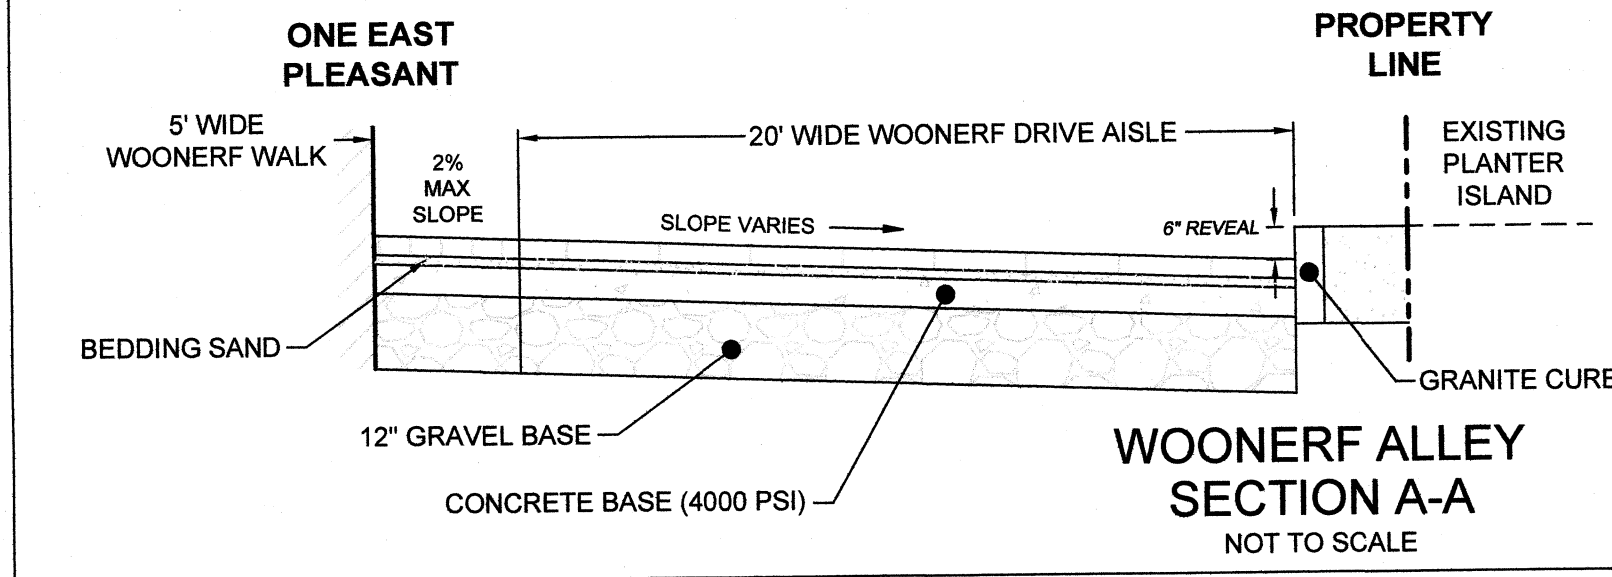 ONE EAST
PLEASANT
PROPERTY
LINE
5' WIDE
WOONERF WALK
2%
MAX
SLOPE
20' WIDE WOONERF DRIVE AISLE
EXISTING
PLANTER
ISLAND
SLOPE VARIES
6" REVEAL
BEDDING SAND
GRANITE CURB
12" GRAVEL BASE
CONCRETE BASE (4000 PSI)
WOONERF ALLEY
SECTION A-A
NOT TO SCALE